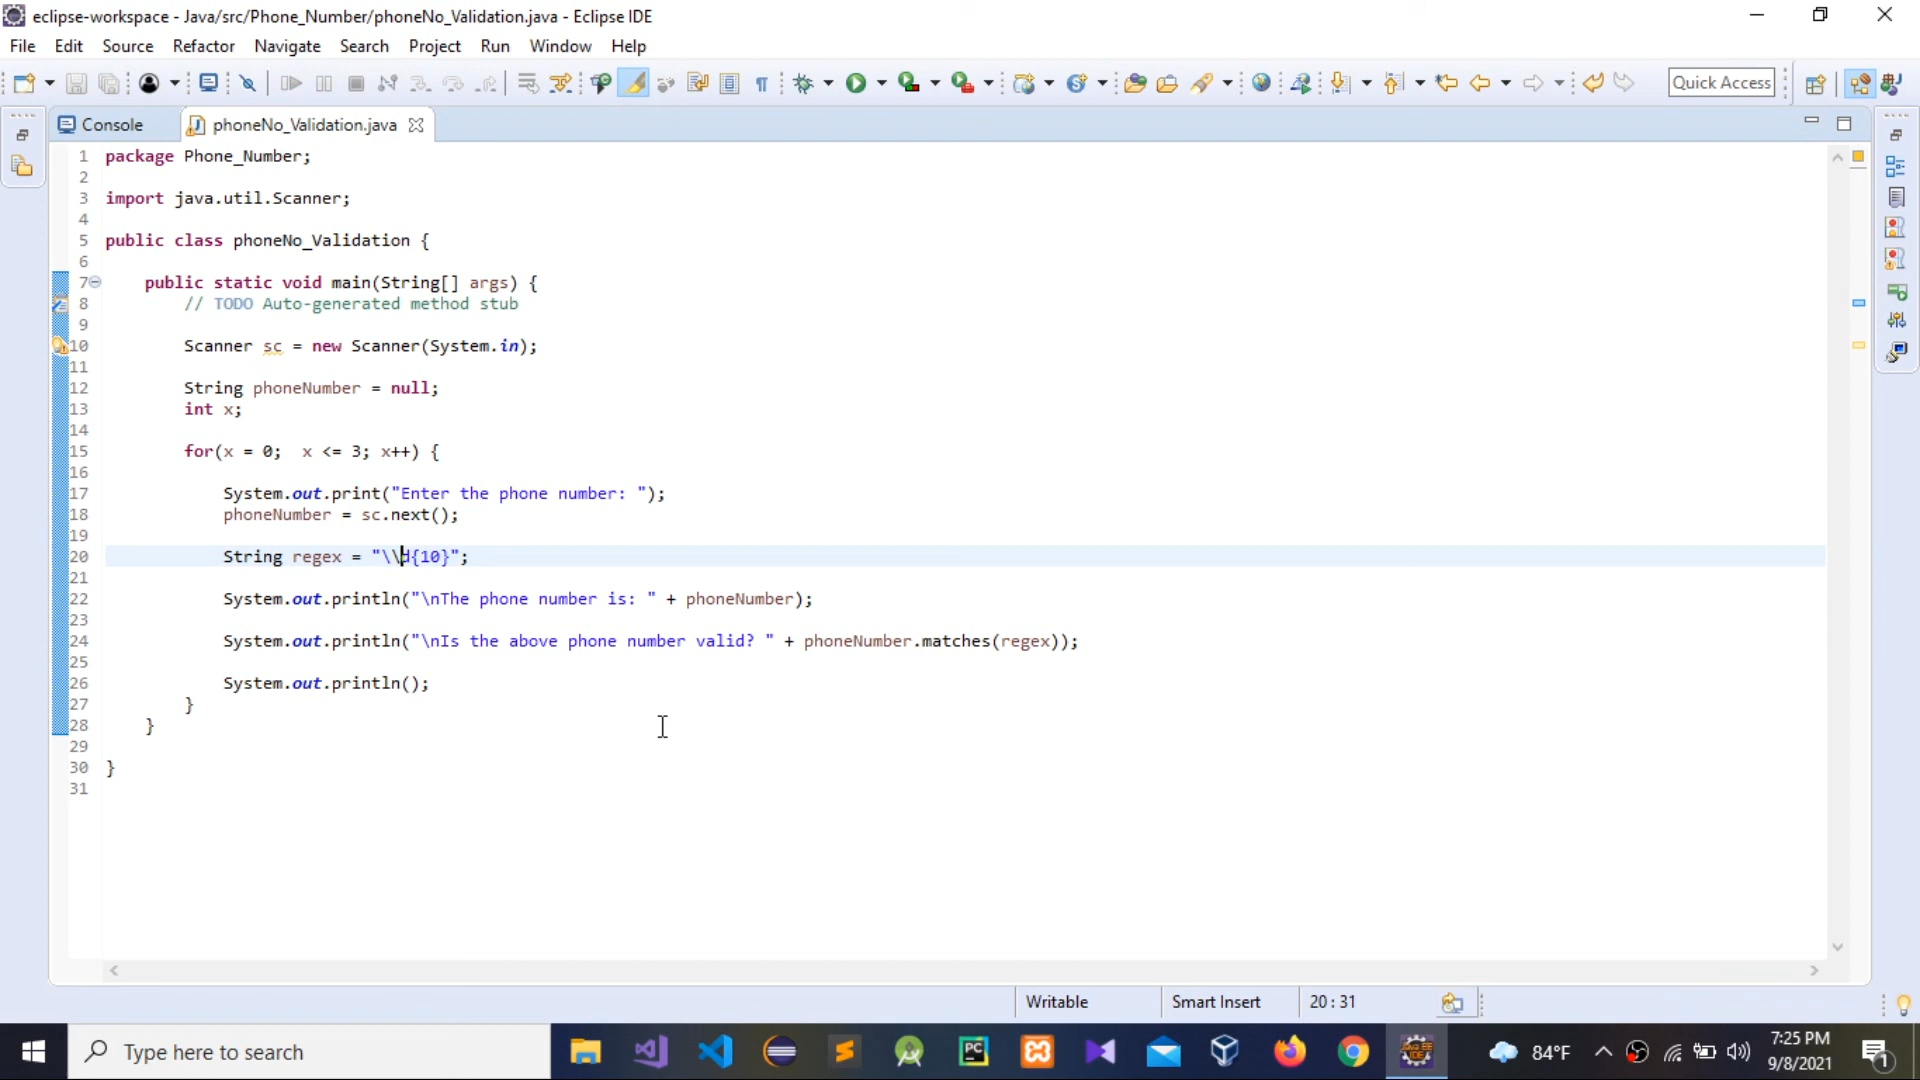 eclipse-workspace - Java/src/Phone_Number/phoneNo_Validation.java - Eclipse IDE
File Edit Source Refactor Navigate Search Project Run Window Help
Quick Access
Console phoneNo_Validation.java
1 package Phone_Number;
2
3 import java.util.Scanner;
4
5 public class phoneNo_Validation {
6
7 public static void main(String[] args) {
8 // TODO Auto-generated method stub
9
10 Scanner sc = new Scanner(System.in);
11
12 String phoneNumber = null;
13 int x;
14
15 for(x = 0;  x <= 3; x++) {
16
17 System.out.print("Enter the phone number: ");
18 phoneNumber = sc.next();
19
20 String regex = "\\d{10}";
21
22 System.out.println("\nThe phone number is: " + phoneNumber);
23
24 System.out.println("\nIs the above phone number valid? " + phoneNumber.matches(regex));
25
26 System.out.println();
27 }
28 }
29
30 }
31
Writable Smart Insert 20 : 31
Type here to search
PC
84°F
7:25 PM
9/8/2021
1